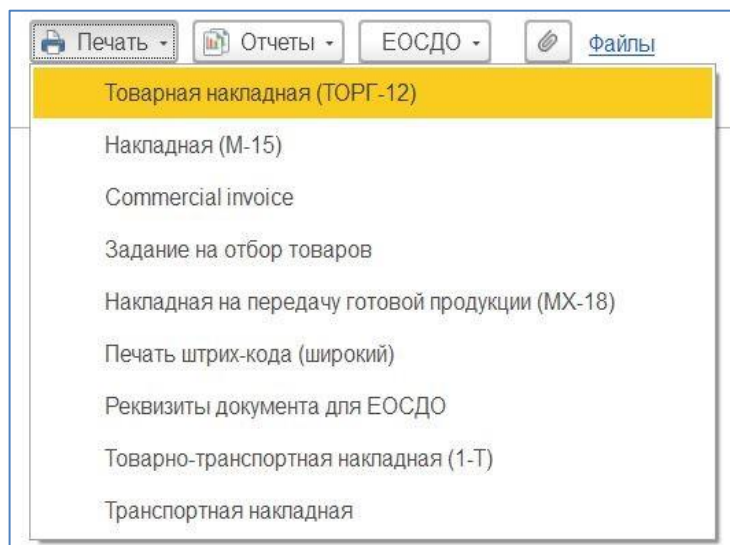 Печать Отчеты ЕОСДО Файлы
Товарная накладная (ТОРГ-12)
Накладная (М-15)
Commercial invoice
Задание на отбор товаров
Накладная на передачу готовой продукции (МХ-18)
Печать штрих-кода (широкий)
Реквизиты документа для ЕОСДО
Товарно-транспортная накладная (1-Т)
Транспортная накладная